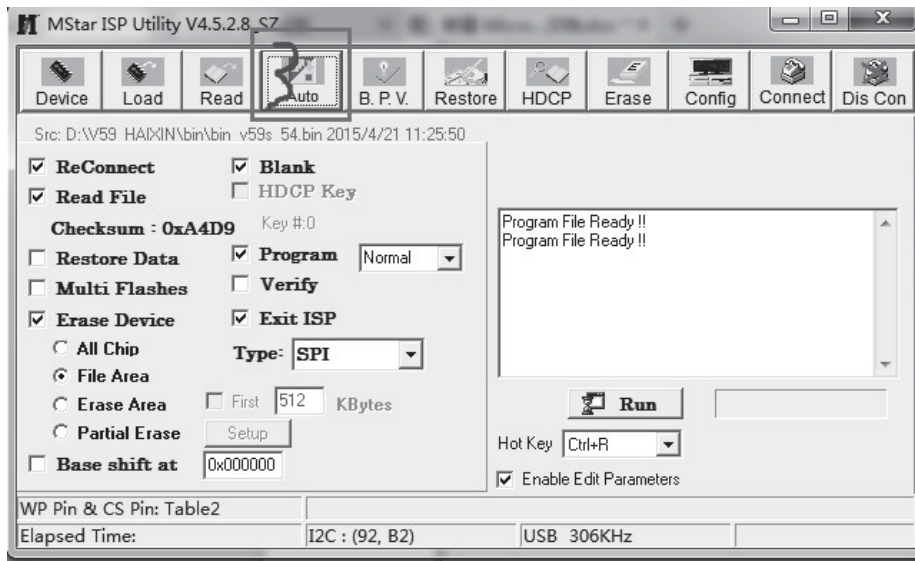 MStar ISP Utility V4.5.2.8_SZ
Device Load Read Auto B. P. V. Restore HDCP Erase Config Connect Dis Con
3
Src: D:\V59 HAIXIN\bin\bin v59s 54.bin 2015/4/21 11:25:50
ReConnect
Blank
Read File
HDCP Key
Checksum : 0xA4D9
Key #:0
Restore Data
Program
Normal
Multi Flashes
Verify
Erase Device
Exit ISP
All Chip
Type: SPI
File Area
Erase Area
First 512 KBytes
Partial Erase
Setup
Base shift at 0x000000
Program File Ready !!
Program File Ready !!
Run
Hot Key Ctrl+R
Enable Edit Parameters
WP Pin & CS Pin: Table2
Elapsed Time: I2C : (92, B2) USB 306KHz